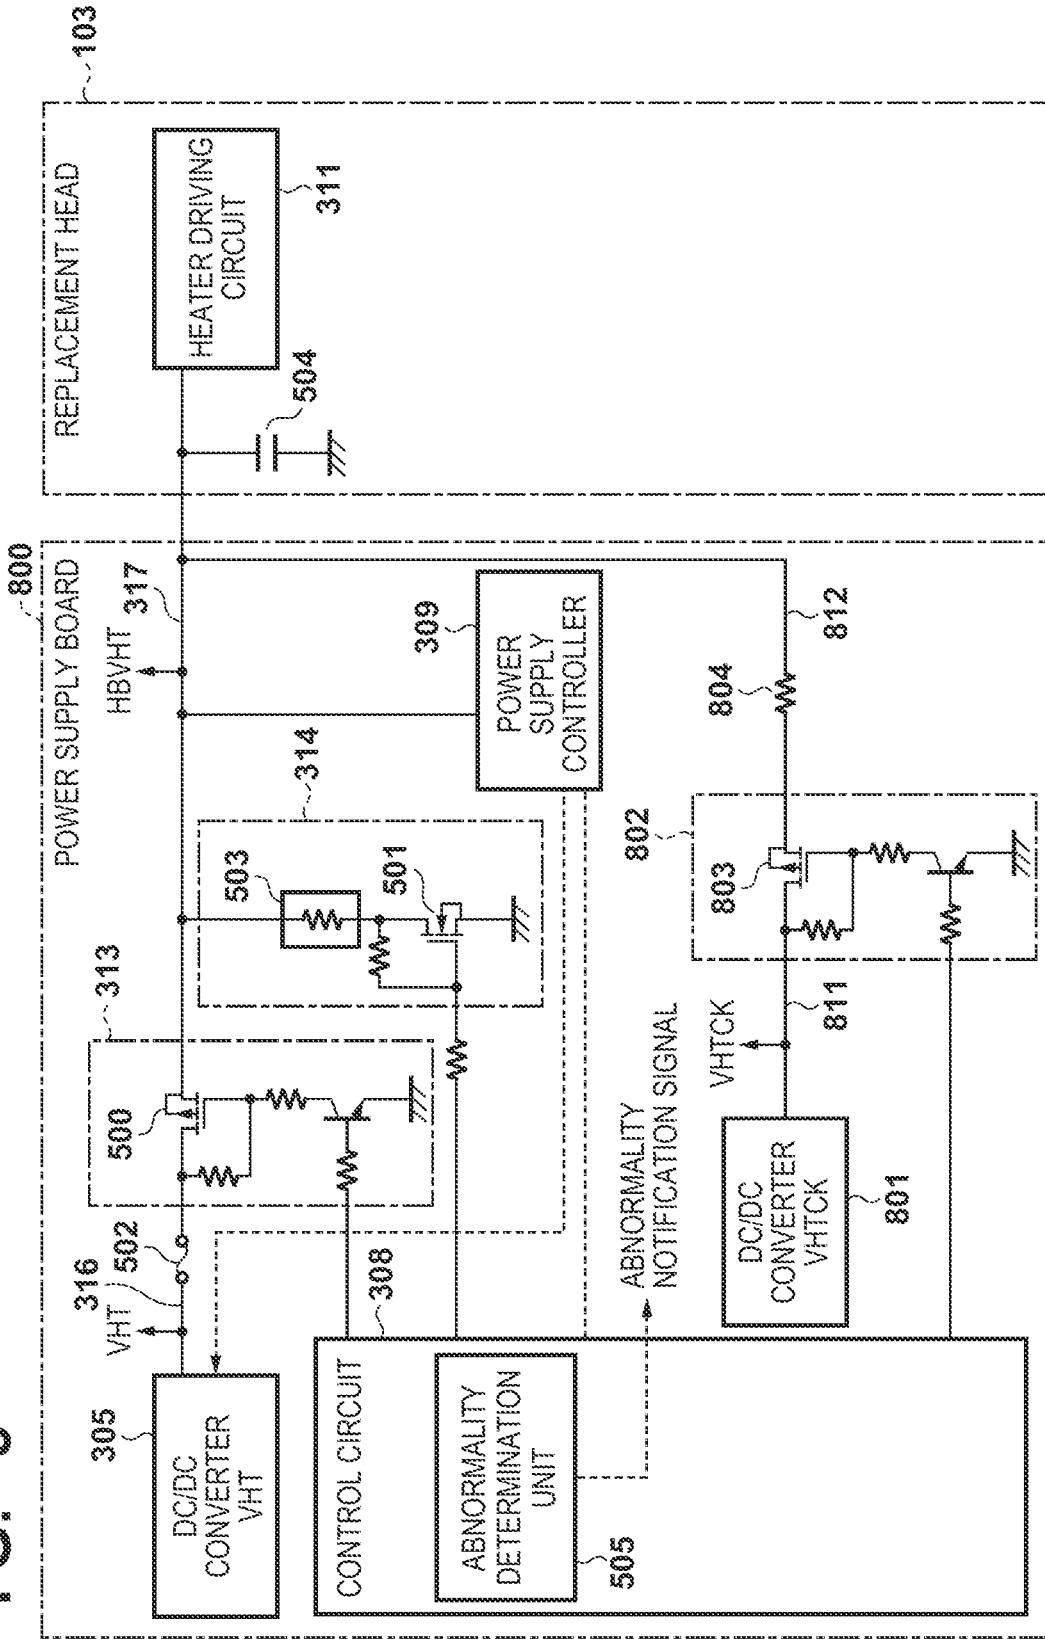 800
POWER SUPPLY BOARD
305
DC/DC
CONVERTER
VHT
VHT
316
502
313
500
314
503
501
HBVHT
317
309
POWER
SUPPLY
CONTROLLER
308
CONTROL CIRCUIT
ABNORMALITY
DETERMINATION
UNIT
505
ABNORMALITY
NOTIFICATION SIGNAL
DC/DC
CONVERTER
VHTCK
801
VHTCK
811
802
803
804
812
103
REPLACEMENT HEAD
HEATER DRIVING
CIRCUIT
311
504